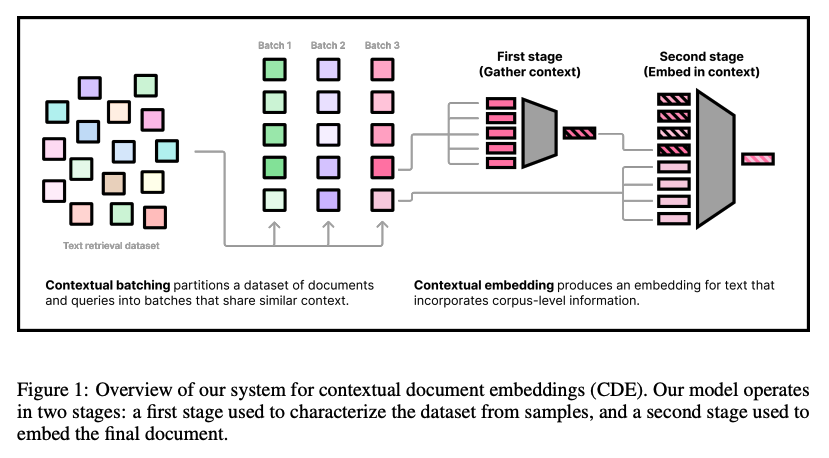 Batch 1 Batch 2 Batch 3
First stage
(Gather context)
Second stage
(Embed in context)
Text retrieval dataset
Contextual batching partitions a dataset of documents
and queries into batches that share similar context.
Contextual embedding produces an embedding for text that
incorporates corpus-level information.
Figure 1: Overview of our system for contextual document embeddings (CDE). Our model operates
in two stages: a first stage used to characterize the dataset from samples, and a second stage used to
embed the final document.